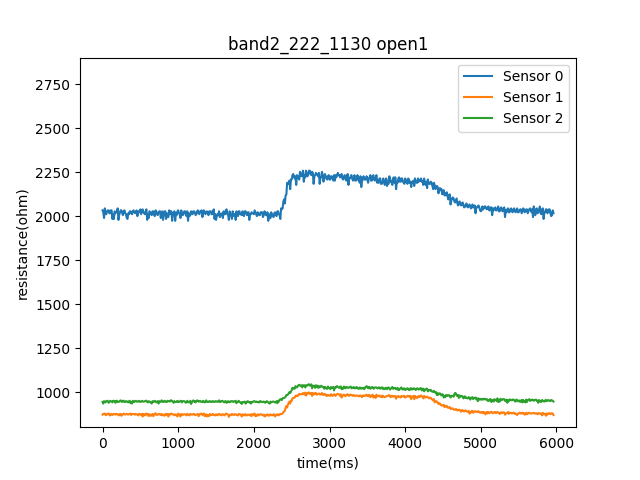 band2_222_1130 open1
Sensor 0
Sensor 1
Sensor 2
resistance(ohm)
2750
2500
2250
2000
1750
1500
1250
1000
0 1000 2000 3000 4000 5000 6000
time(ms)